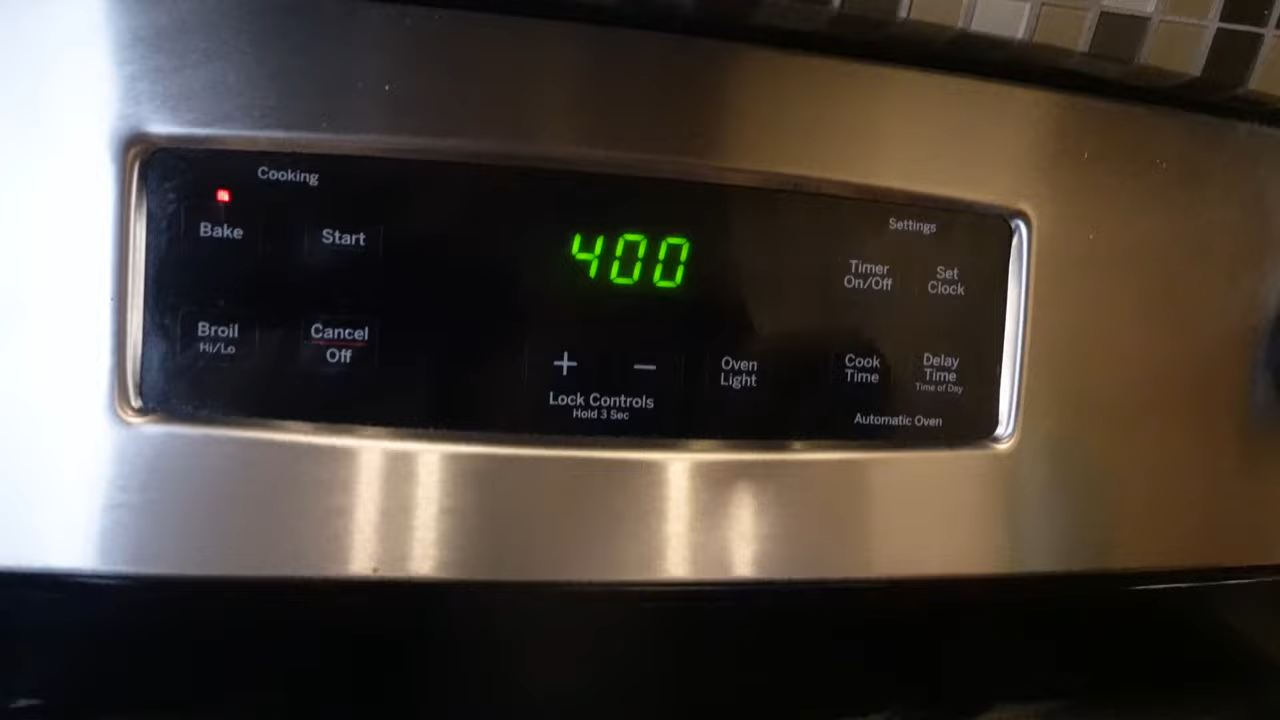 Cooking
Bake
Start
400
Settings
Timer
On/Off
Set
Clock
Broil
Hi/Lo
Cancel
Off
+ −
Lock Controls
Hold 3 Sec
Oven
Light
Cook
Time
Delay
Time
Time of Day
Automatic Oven